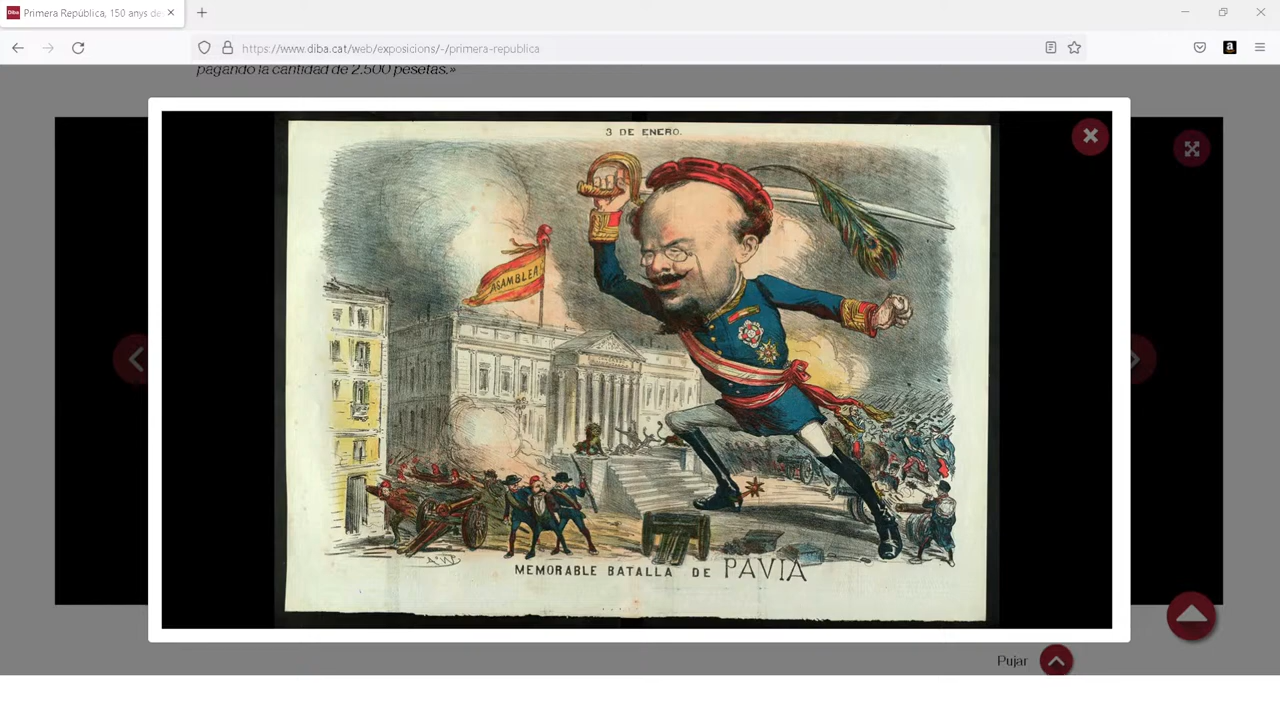 Primera República, 150 anys de
https://www.diba.cat/web/exposicions/-/primera-republica
pagando la cantidad de 2.500 pesetas.»
3 DE ENERO.
ASAMBLEA
MEMORABLE BATALLA DE PAVIA
Pujar